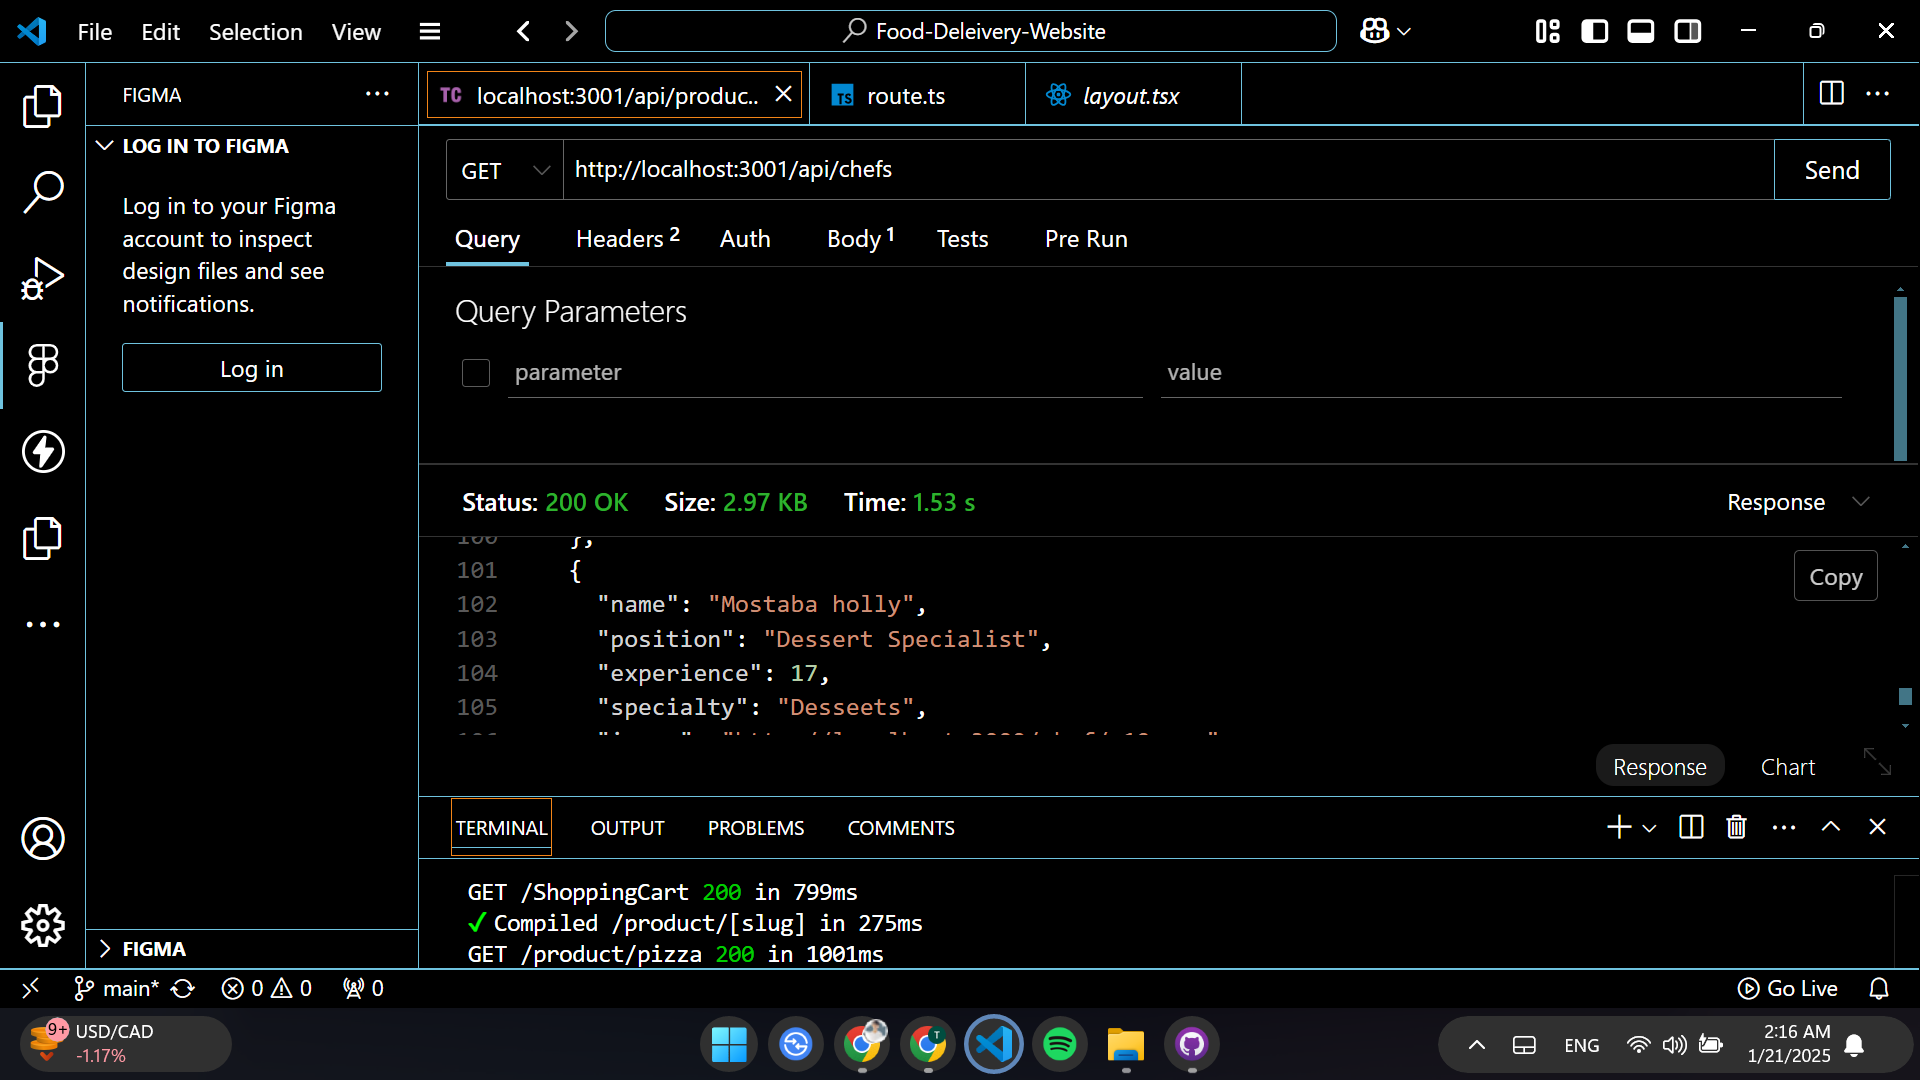 File Edit Selection View
Food-Deleivery-Website
FIGMA
LOG IN TO FIGMA
Log in to your Figma
account to inspect
design files and see
notifications.
Log in
FIGMA
TC localhost:3001/api/produc..
TS route.ts
layout.tsx
GET http://localhost:3001/api/chefs Send
Query Headers 2 Auth Body 1 Tests Pre Run
Query Parameters
parameter value
Status: 200 OK Size: 2.97 KB Time: 1.53 s Response
100 },
101 {
Copy
102 "name": "Mostaba holly",
103 "position": "Dessert Specialist",
104 "experience": 17,
105 "specialty": "Desseets",
Response Chart
TERMINAL OUTPUT PROBLEMS COMMENTS
GET /ShoppingCart 200 in 799ms
✓ Compiled /product/[slug] in 275ms
GET /product/pizza 200 in 1001ms
main* 0 0 0 Go Live
9+ USD/CAD
-1.17%
T
ENG
2:16 AM
1/21/2025